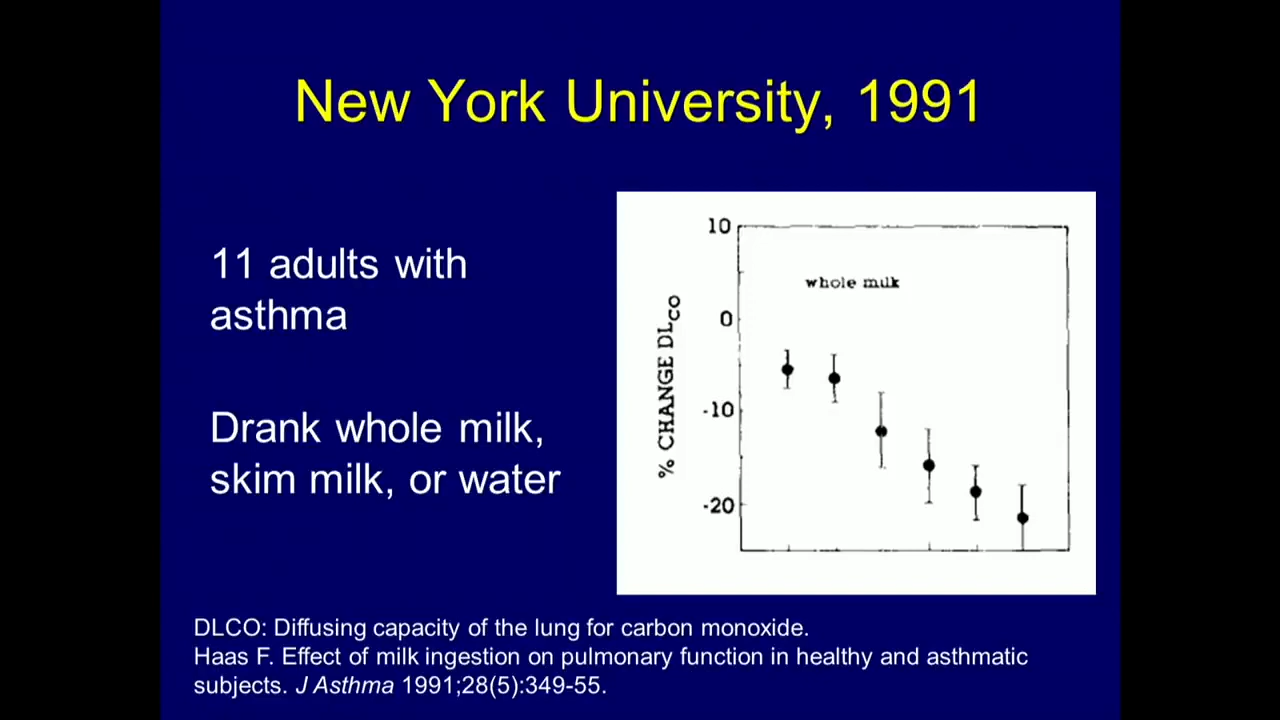 New York University, 1991
11 adults with
asthma
Drank whole milk,
skim milk, or water
10
whole milk
0
-10
-20
% CHANGE DLCO
DLCO: Diffusing capacity of the lung for carbon monoxide.
Haas F. Effect of milk ingestion on pulmonary function in healthy and asthmatic
subjects. J Asthma 1991;28(5):349-55.